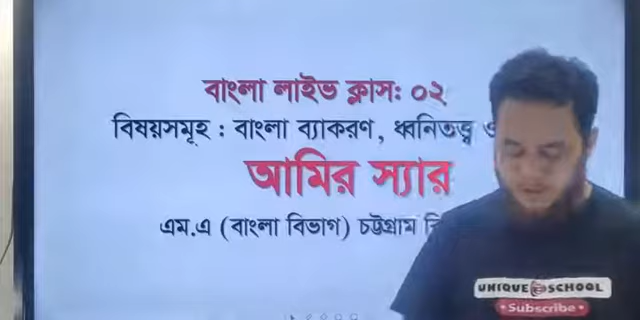 বাংলা লাইভ ক্লাস: ০২
বিষয়সমূহ : বাংলা ব্যাকরণ, ধ্বনিতত্ত্ব ও
আমির স্যার
এম.এ (বাংলা বিভাগ) চট্টগ্রাম বি
UNIQUE SCHOOL
Subscribe